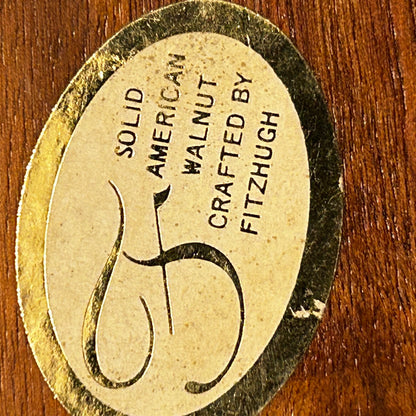 SOLID
AMERICAN
WALNUT
CRAFTED BY
FITZHUGH